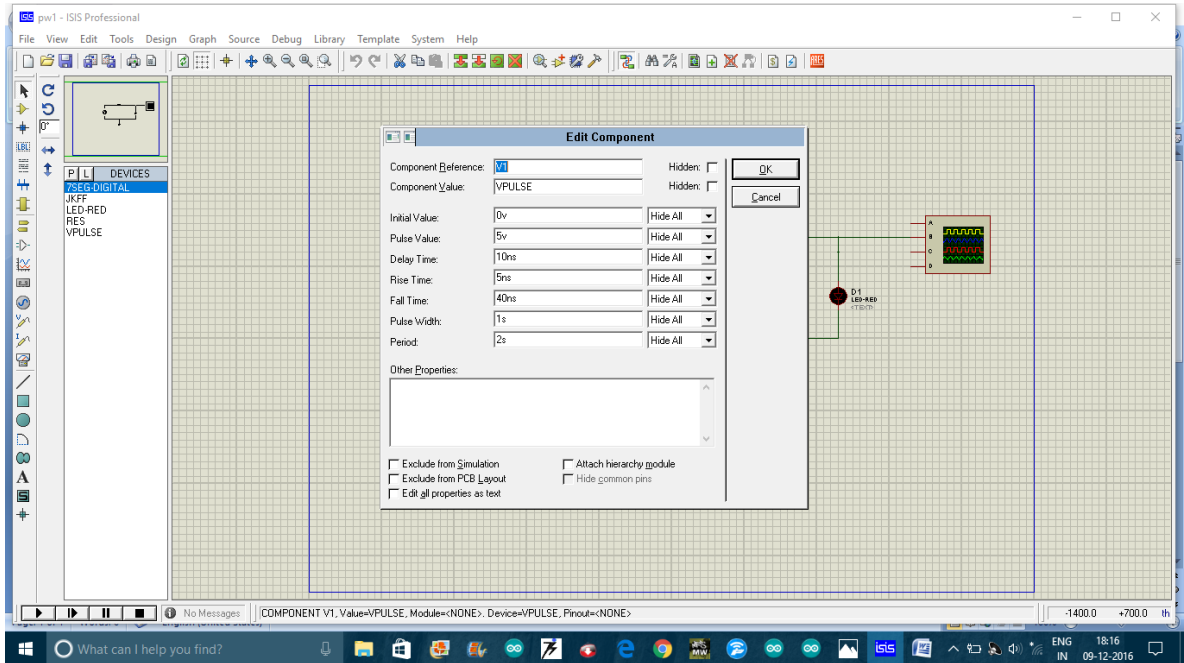 ISIS pw1 - ISIS Professional
File View Edit Tools Design Graph Source Debug Library Template System Help
0°
LBL
P L DEVICES
7SEG-DIGITAL
JKFF
LED-RED
RES
VPULSE
Edit Component
Component Reference: V1 Hidden:
Component Value: VPULSE Hidden:
OK
Cancel
Initial Value: 0v Hide All
Pulse Value: 5v Hide All
Delay Time: 10ns Hide All
Rise Time: 5ns Hide All
Fall Time: 40ns Hide All
Pulse Width: 1s Hide All
Period: 2s Hide All
Other Properties:
Exclude from Simulation Attach hierarchy module
Exclude from PCB Layout Hide common pins
Edit all properties as text
A
B
C
D
D1
LED-RED
<TEXT>
No Messages COMPONENT V1, Value=VPULSE, Module=<NONE>. Device=VPULSE, Pinout=<NONE> -1400.0 +700.0 th
What can I help you find? ISIS ENG 18:16
IN 09-12-2016